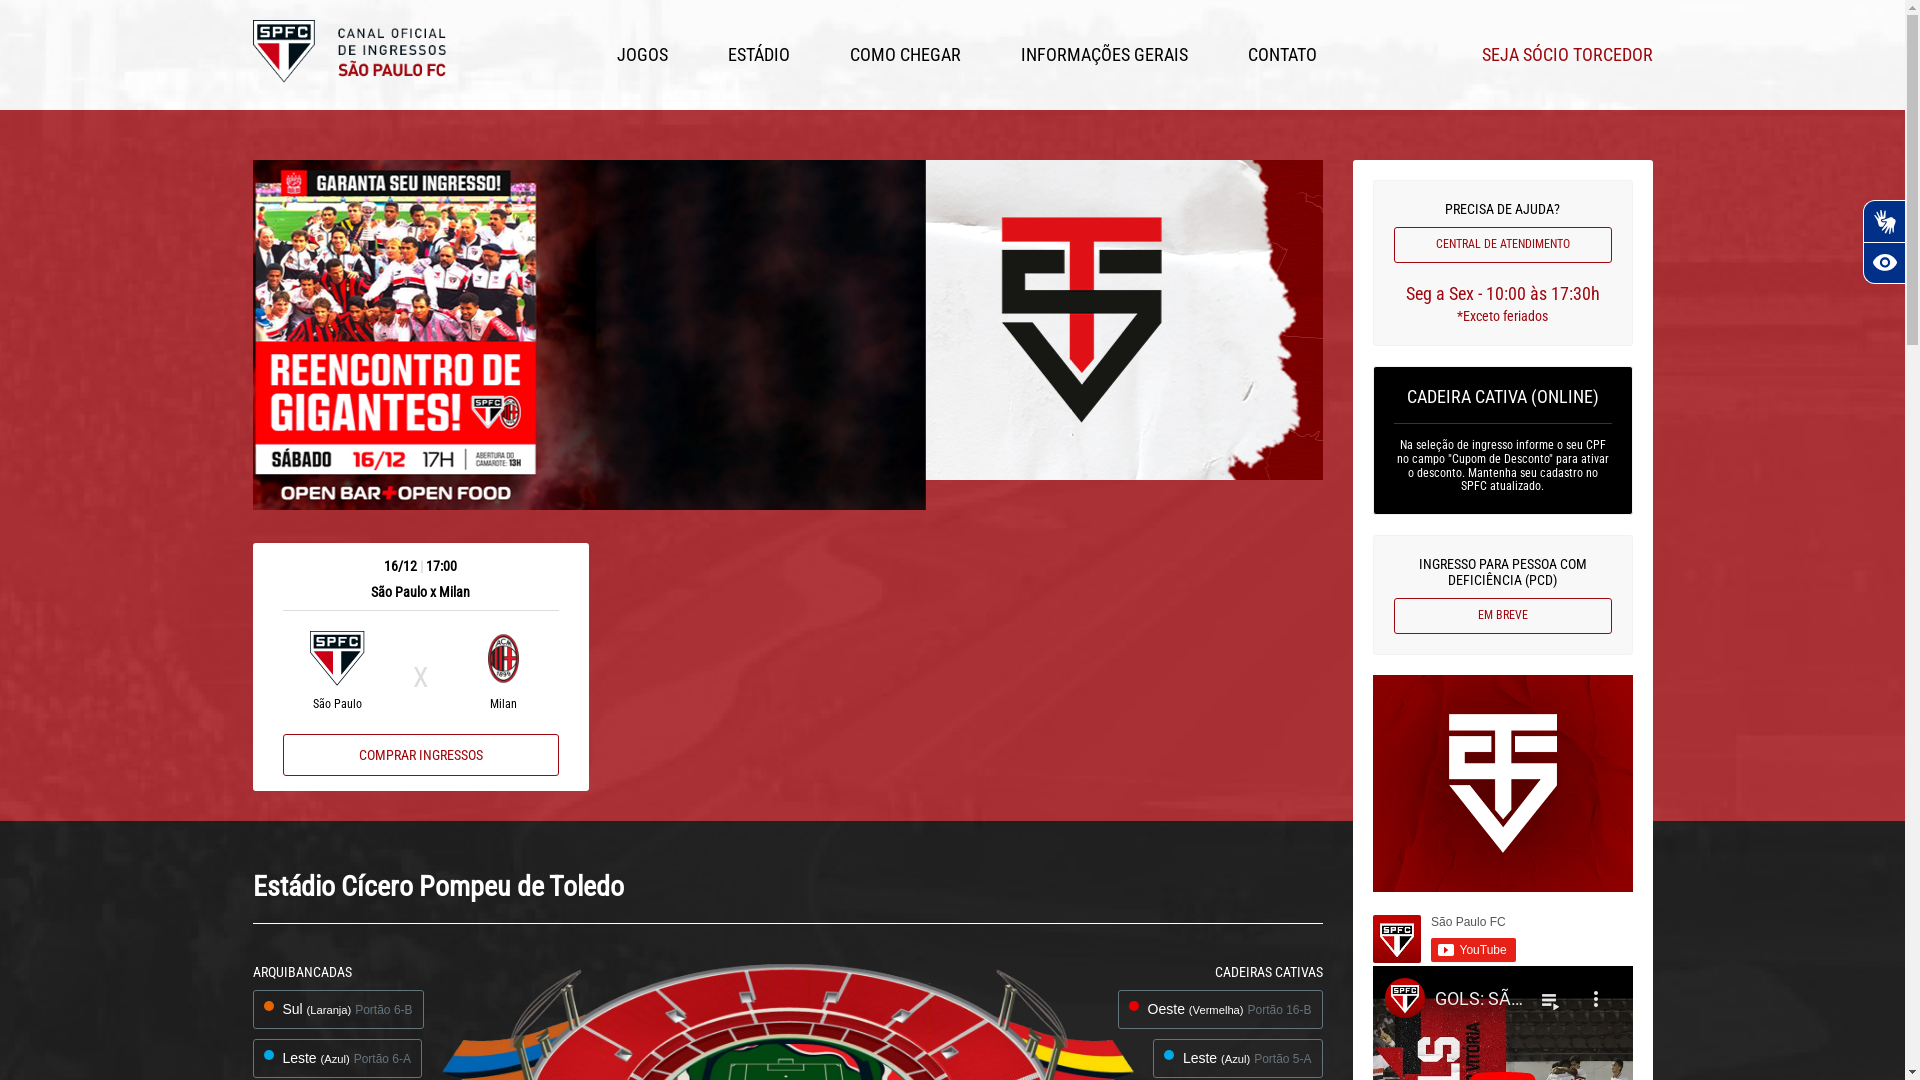 SPFC
CANAL OFICIAL
DE INGRESSOS
SÃO PAULO FC
JOGOS
ESTÁDIO
COMO CHEGAR
INFORMAÇÕES GERAIS
CONTATO
SEJA SÓCIO TORCEDOR
GARANTA SEU INGRESSO!
REENCONTRO DE
GIGANTES!
SÁBADO 16/12 17H ABERTURA DO
CAMAROTE: 13H
OPEN BAR+OPEN FOOD
PRECISA DE AJUDA?
CENTRAL DE ATENDIMENTO
Seg a Sex - 10:00 às 17:30h
*Exceto feriados
CADEIRA CATIVA (ONLINE)
Na seleção de ingresso informe o seu CPF
no campo "Cupom de Desconto" para ativar
o desconto. Mantenha seu cadastro no
SPFC atualizado.
INGRESSO PARA PESSOA COM
DEFICIÊNCIA (PCD)
EM BREVE
16/12 | 17:00
São Paulo x Milan
SPFC
X
São Paulo
Milan
COMPRAR INGRESSOS
Estádio Cícero Pompeu de Toledo
ARQUIBANCADAS
Sul (Laranja) Portão 6-B
Leste (Azul) Portão 6-A
CADEIRAS CATIVAS
Oeste (Vermelha) Portão 16-B
Leste (Azul) Portão 5-A
São Paulo FC
YouTube
SPFC
GOLS: SÃ...
VITÓRIA